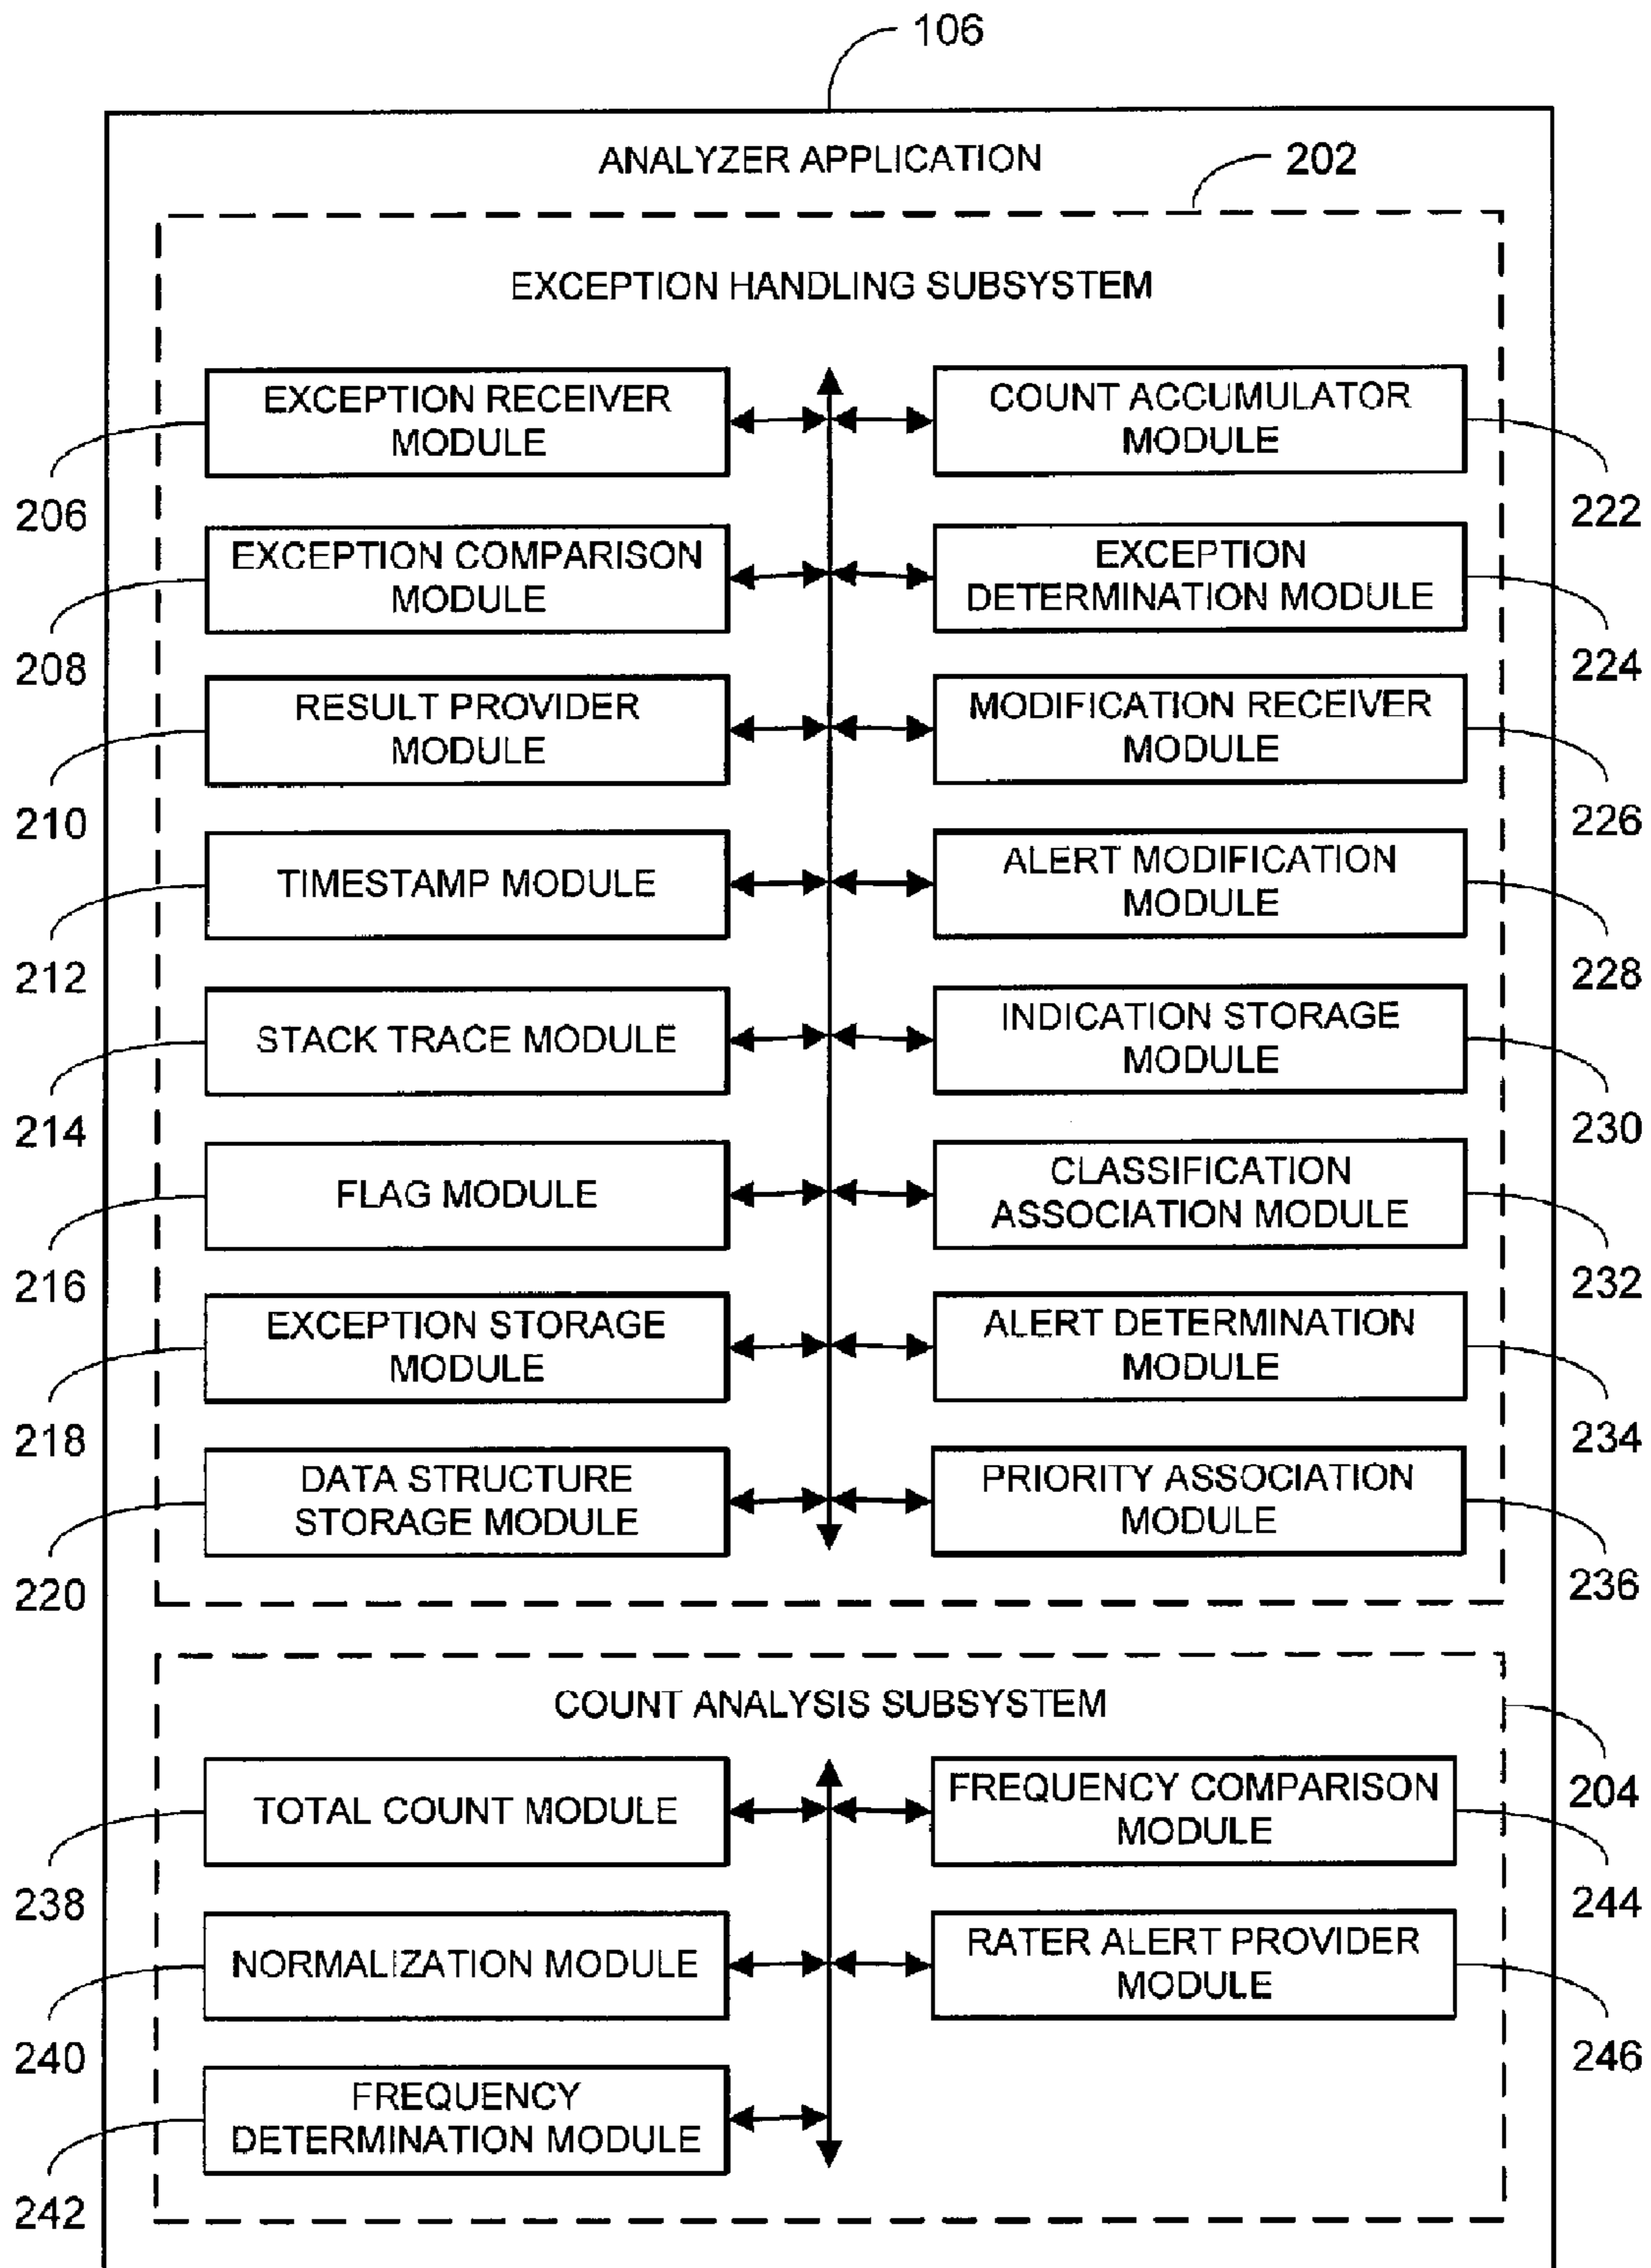 106
ANALYZER APPLICATION
202
EXCEPTION HANDLING SUBSYSTEM
EXCEPTION RECEIVER
MODULE
206
COUNT ACCUMULATOR
MODULE
222
EXCEPTION COMPARISON
MODULE
208
EXCEPTION
DETERMINATION MODULE
224
RESULT PROVIDER
MODULE
210
MODIFICATION RECEIVER
MODULE
226
TIMESTAMP MODULE
212
ALERT MODIFICATION
MODULE
228
STACK TRACE MODULE
214
INDICATION STORAGE
MODULE
230
FLAG MODULE
216
CLASSIFICATION
ASSOCIATION MODULE
232
EXCEPTION STORAGE
MODULE
218
ALERT DETERMINATION
MODULE
234
DATA STRUCTURE
STORAGE MODULE
220
PRIORITY ASSOCIATION
MODULE
236
COUNT ANALYSIS SUBSYSTEM
204
TOTAL COUNT MODULE
238
FREQUENCY COMPARISON
MODULE
244
NORMALIZATION MODULE
240
RATER ALERT PROVIDER
MODULE
246
FREQUENCY
DETERMINATION MODULE
242